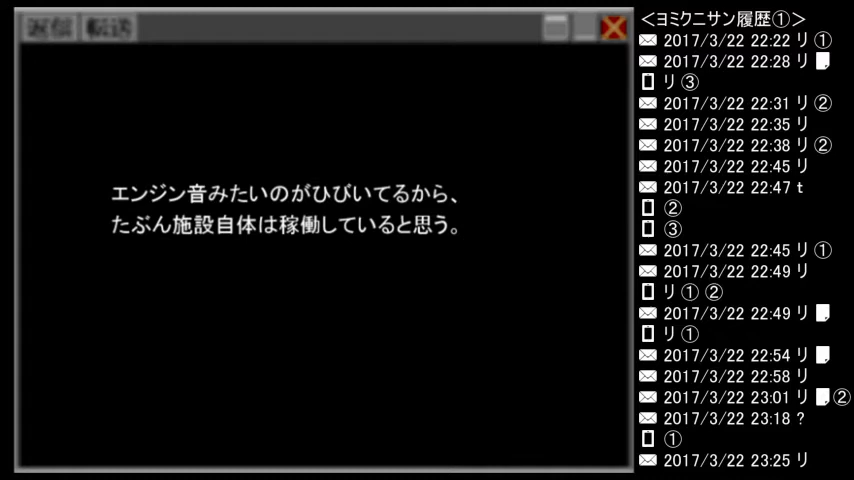 返信 転送
エンジン音みたいのがひびいてるから、
たぶん施設自体は稼働していると思う。
＜ヨミクニサン履歴①＞
2017/3/22 22:22 リ ①
2017/3/22 22:28 リ
リ ③
2017/3/22 22:31 リ ②
2017/3/22 22:35 リ
2017/3/22 22:38 リ ②
2017/3/22 22:45 リ
2017/3/22 22:47 t
②
③
2017/3/22 22:45 リ ①
2017/3/22 22:49 リ
リ ① ②
2017/3/22 22:49 リ
リ ①
2017/3/22 22:54 リ
2017/3/22 22:58 リ
2017/3/22 23:01 リ ②
2017/3/22 23:18 ?
①
2017/3/22 23:25 リ